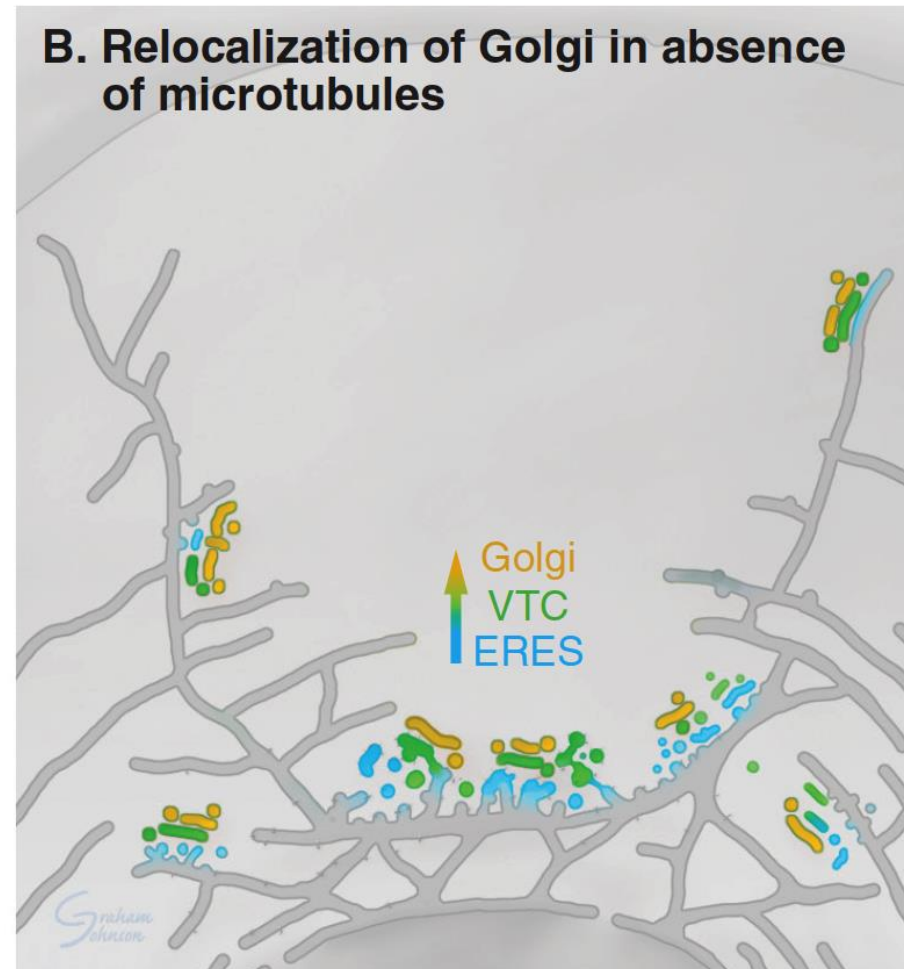 B. Relocalization of Golgi in absence
of microtubules
Golgi
VTC
ERES
Graham
Johnson